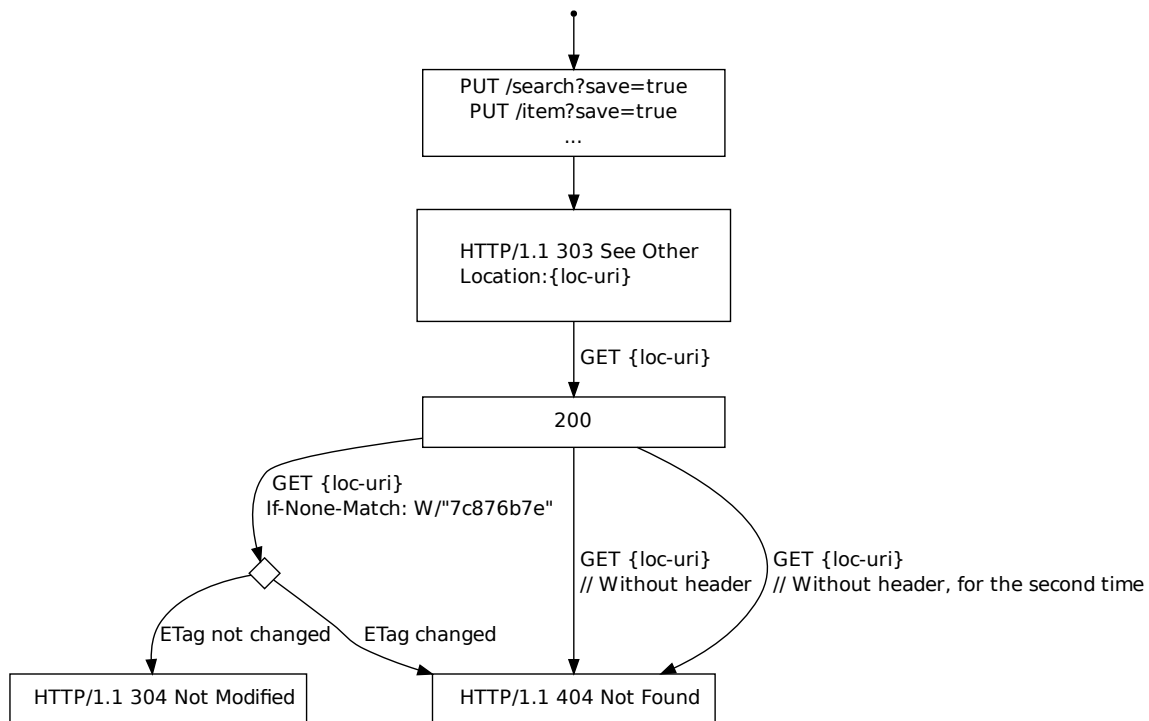 PUT /search?save=true
PUT /item?save=true
...
HTTP/1.1 303 See Other
Location:{loc-uri}
GET {loc-uri}
200
GET {loc-uri}
If-None-Match: W/"7c876b7e"
GET {loc-uri}
// Without header
GET {loc-uri}
// Without header, for the second time
ETag not changed
ETag changed
HTTP/1.1 304 Not Modified
HTTP/1.1 404 Not Found